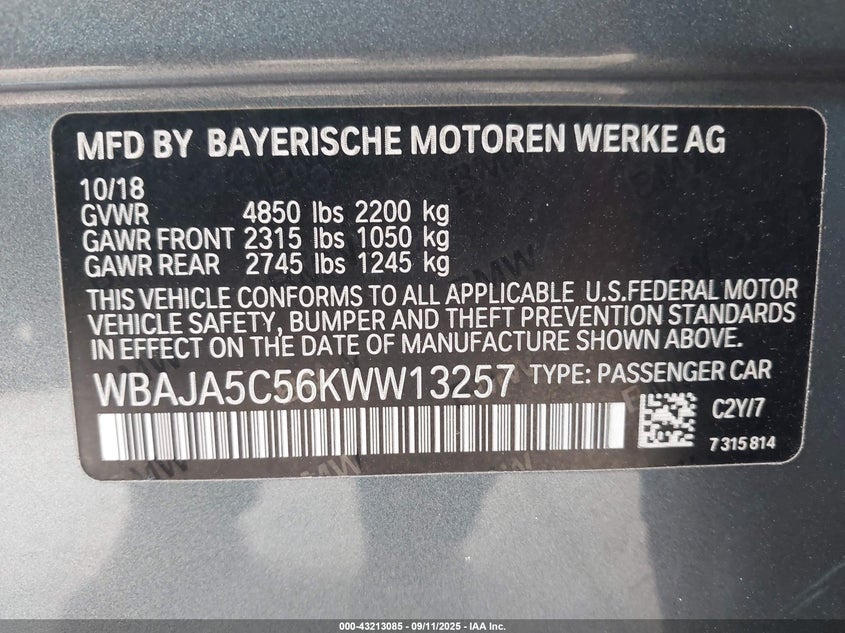 MFD BY BAYERISCHE MOTOREN WERKE AG
10/18
GVWR 4850 lbs 2200 kg
GAWR FRONT 2315 lbs 1050 kg
GAWR REAR 2745 lbs 1245 kg
THIS VEHICLE CONFORMS TO ALL APPLICABLE U.S.FEDERAL MOTOR
VEHICLE SAFETY, BUMPER AND THEFT PREVENTION STANDARDS
IN EFFECT ON THE DATE OF MANUFACTURE SHOWN ABOVE.
WBAJA5C56KWW13257 TYPE: PASSENGER CAR
C2Y/7
7 315 814
000-43213085 - 09/11/2025 - IAA Inc.